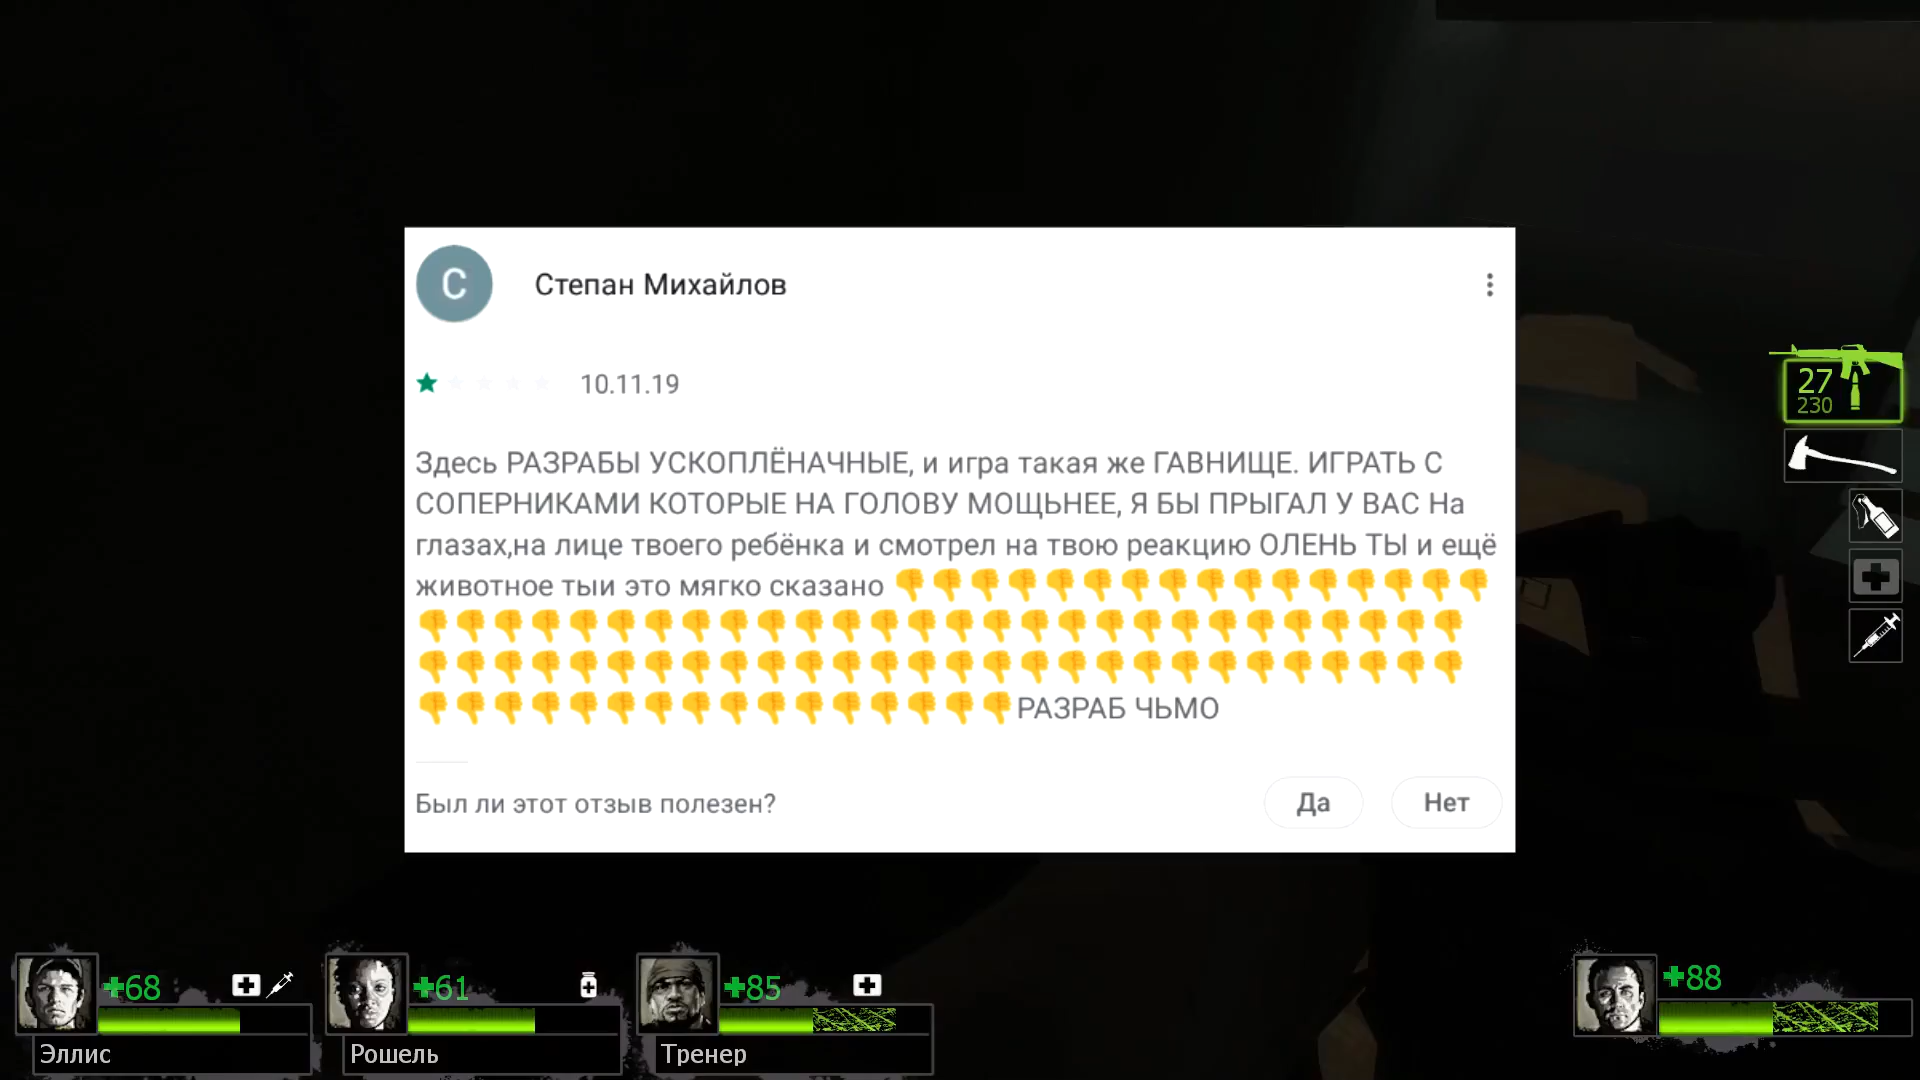 С
Степан Михайлов
10.11.19
Здесь РАЗРАБЫ УСКОПЛЁНАЧНЫЕ, и игра такая же ГАВНИЩЕ. ИГРАТЬ С
СОПЕРНИКАМИ КОТОРЫЕ НА ГОЛОВУ МОЩЬНЕЕ, Я БЫ ПРЫГАЛ У ВАС На
глазах,на лице твоего ребёнка и смотрел на твою реакцию ОЛЕНЬ ТЫ и ещё
животное тыи это мягко сказано 👎👎👎👎👎👎👎👎👎👎👎👎👎👎👎👎
👎👎👎👎👎👎👎👎👎👎👎👎👎👎👎👎👎👎👎👎👎👎👎👎👎👎👎👎
👎👎👎👎👎👎👎👎👎👎👎👎👎👎👎👎👎👎👎👎👎👎👎👎👎👎👎👎
👎👎👎👎👎👎👎👎👎👎👎👎👎👎👎👎РАЗРАБ ЧЬМО
Был ли этот отзыв полезен?
Да
Нет
27
230
+68
Эллис
+61
Рошель
+85
Тренер
+88